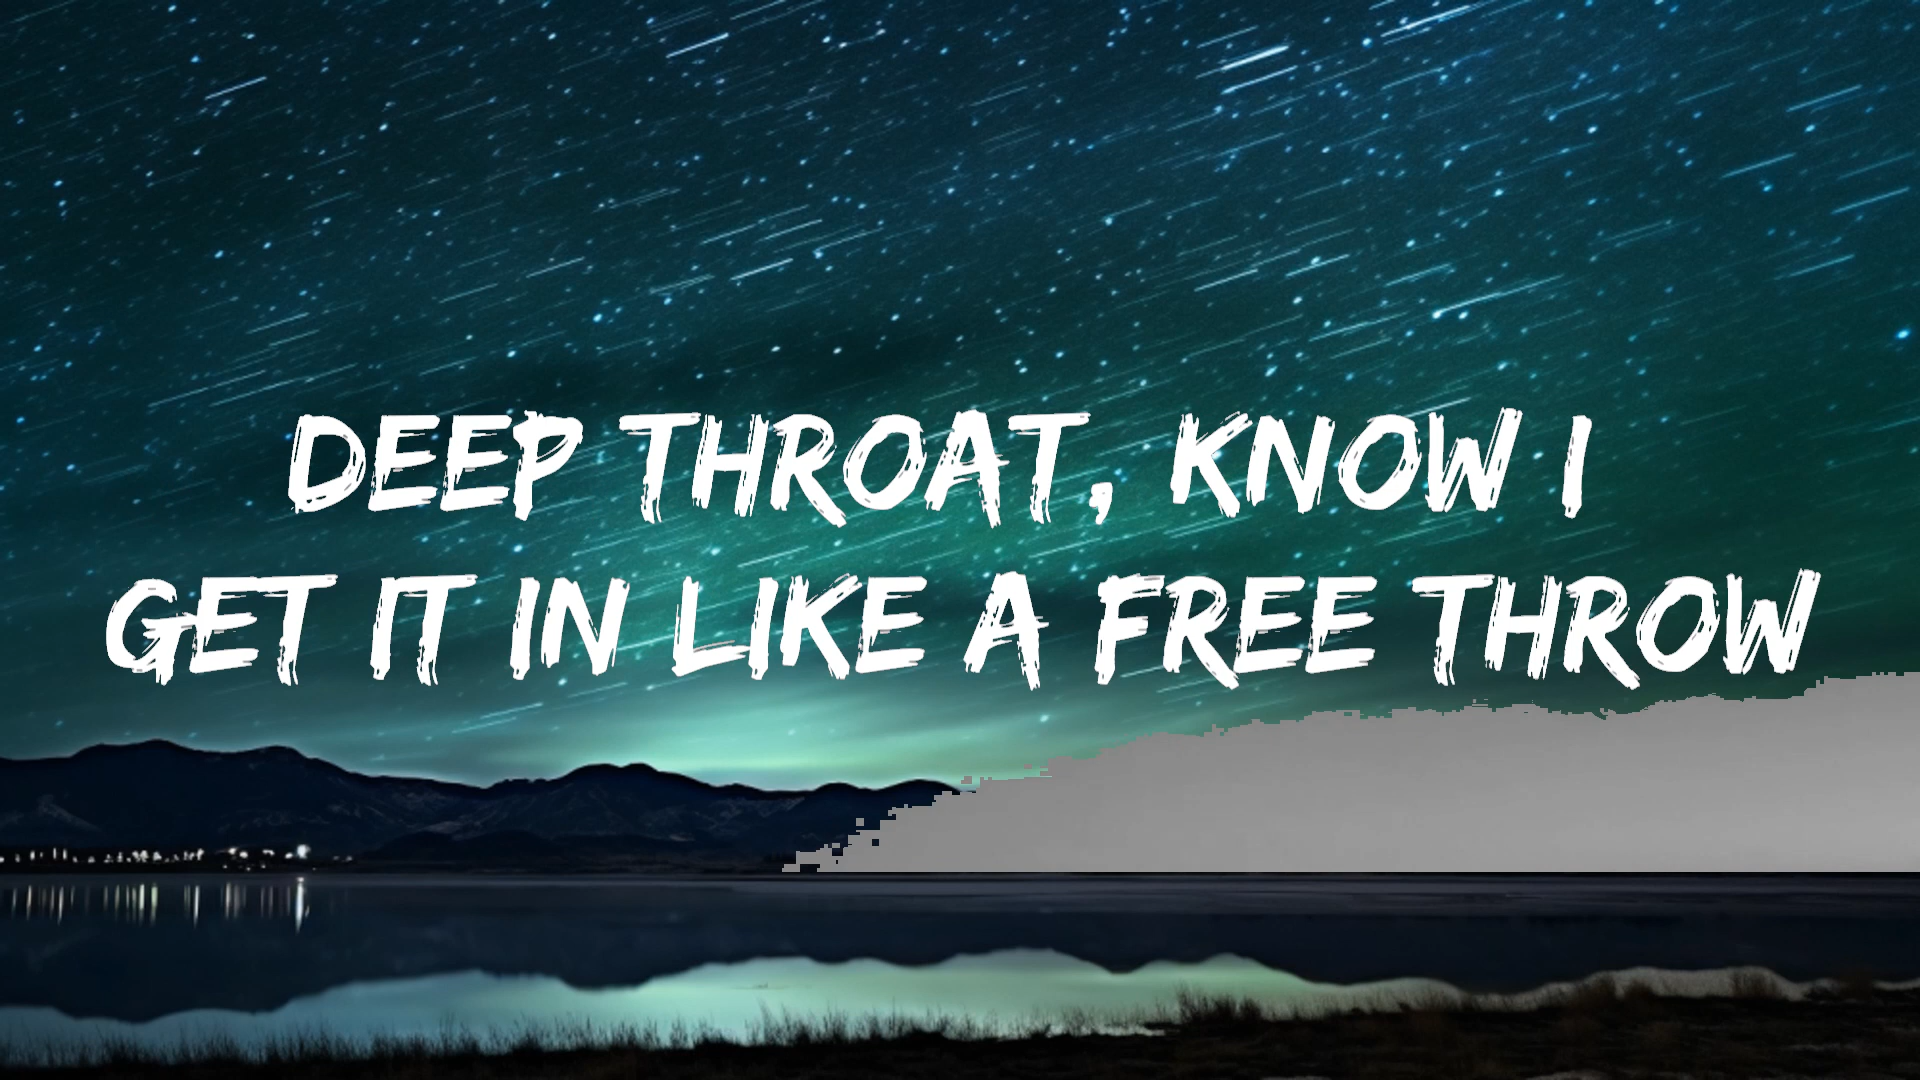 DEEP THROAT, KNOW I
GET IT IN LIKE A FREE THROW